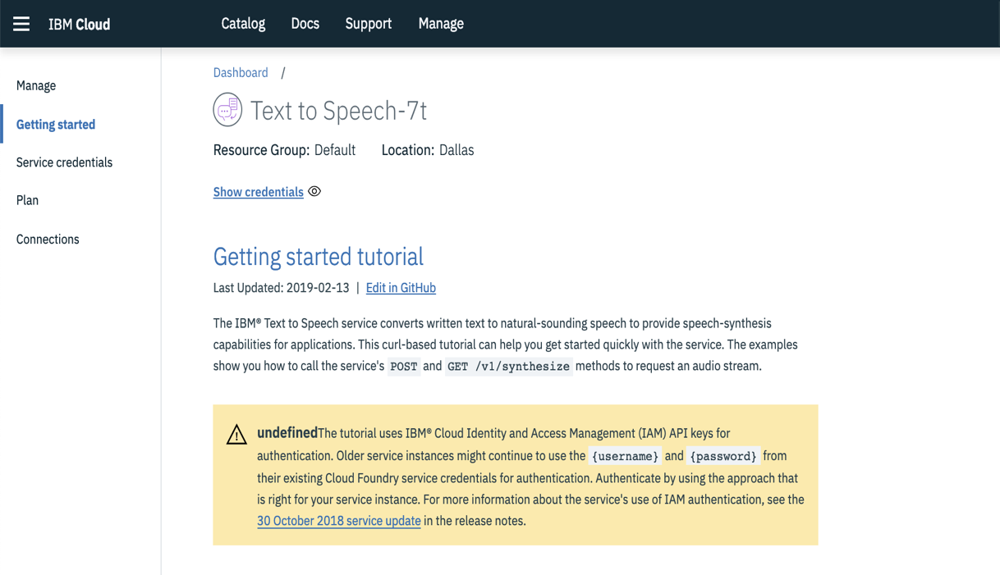 IBM Cloud Catalog Docs Support Manage
Manage
Getting started
Service credentials
Plan
Connections
Dashboard /
Text to Speech-7t
Resource Group: Default Location: Dallas
Show credentials
Getting started tutorial
Last Updated: 2019-02-13 | Edit in GitHub
The IBM® Text to Speech service converts written text to natural-sounding speech to provide speech-synthesis
capabilities for applications. This curl-based tutorial can help you get started quickly with the service. The examples
show you how to call the service's POST and GET /v1/synthesize methods to request an audio stream.
undefinedThe tutorial uses IBM® Cloud Identity and Access Management (IAM) API keys for
authentication. Older service instances might continue to use the {username} and {password} from
their existing Cloud Foundry service credentials for authentication. Authenticate by using the approach that
is right for your service instance. For more information about the service's use of IAM authentication, see the
30 October 2018 service update in the release notes.